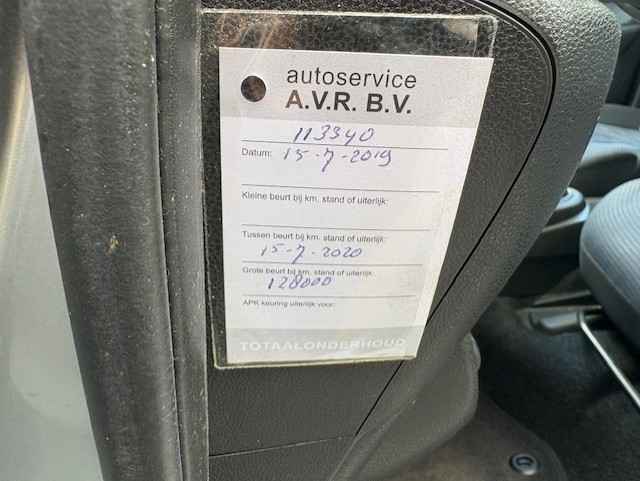 autoservice
A.V.R. B.V.
113340
Datum: 15-7-2019
Kleine beurt bij km. stand of uiterlijk:
Tussen beurt bij km. stand of uiterlijk:
15-7-2020
Grote beurt bij km. stand of uiterlijk:
128000
APK keuring uiterlijk voor:
TOTAALONDERHOUD